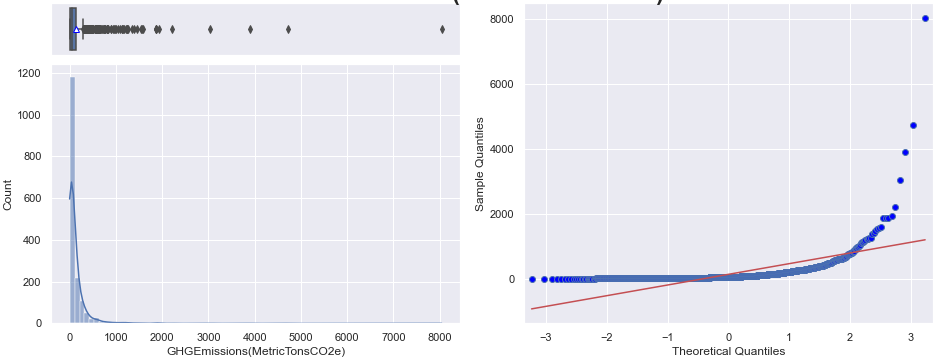 1200
1000
800
600
400
200
0
Count
0 1000 2000 3000 4000 5000 6000 7000 8000
GHGEmissions(MetricTonsCO2e)
8000
6000
4000
2000
0
Sample Quantiles
−3 −2 −1 0 1 2 3
Theoretical Quantiles